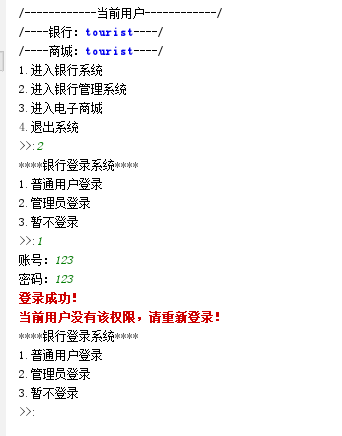 /------------当前用户------------/
/----银行：tourist----/
/----商城：tourist----/
1.进入银行系统
2.进入银行管理系统
3.进入电子商城
4.退出系统
>>:2
****银行登录系统****
1.普通用户登录
2.管理员登录
3.暂不登录
>>:1
账号：123
密码：123
登录成功！
当前用户没有该权限，请重新登录！
****银行登录系统****
1.普通用户登录
2.管理员登录
3.暂不登录
>>: